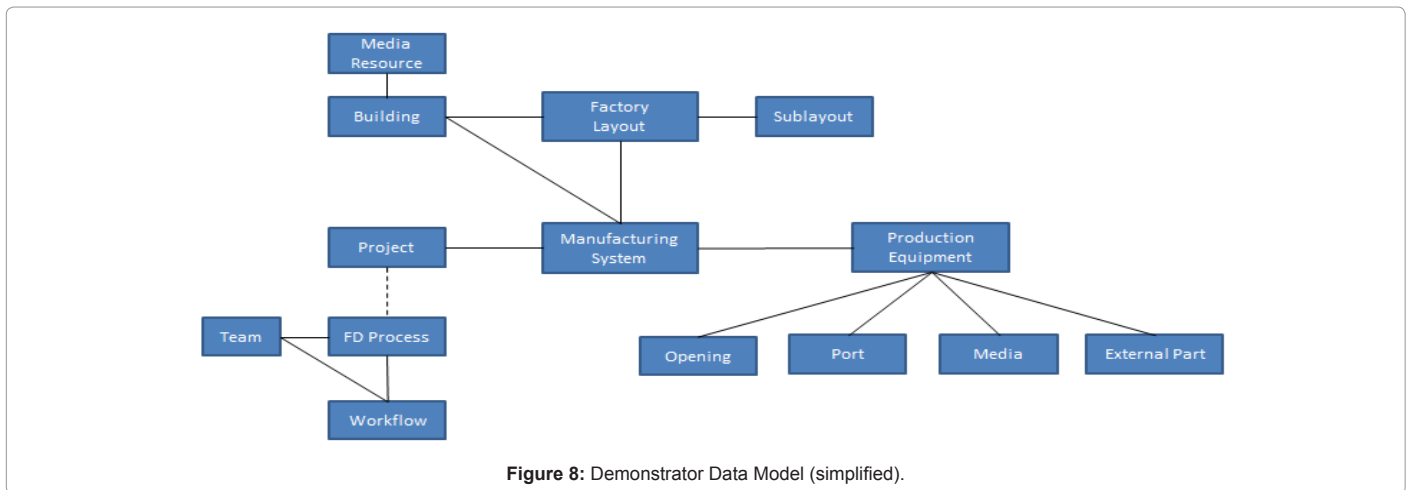 Media
Resource
Building
Factory
Layout
Sublayout
Project
Manufacturing
System
Production
Equipment
Team
FD Process
Opening
Port
Media
External Part
Workflow
Figure 8: Demonstrator Data Model (simplified).